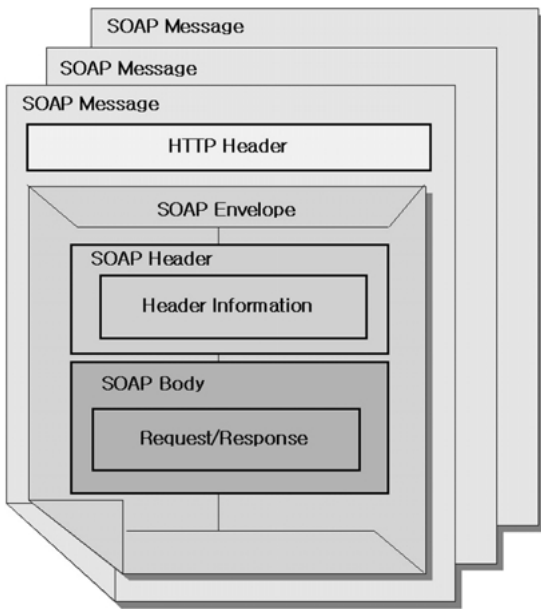 SOAP Message
SOAP Message
SOAP Message
HTTP Header
SOAP Envelope
SOAP Header
Header Information
SOAP Body
Request/Response